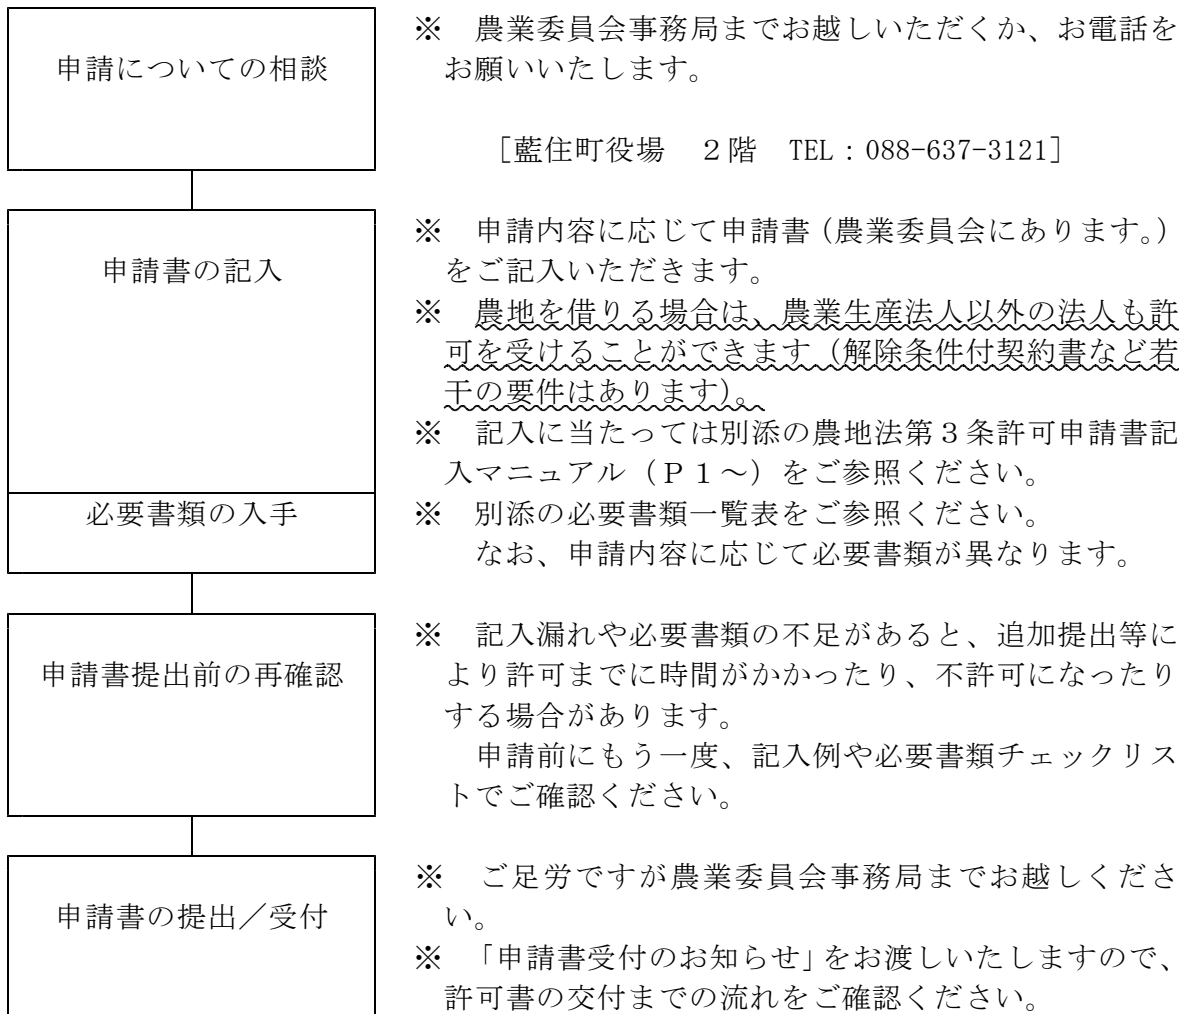 申請についての相談
※　農業委員会事務局までお越しいただくか、お電話を
お願いいたします。
［藍住町役場　２階　TEL：088-637-3121］
申請書の記入
※　申請内容に応じて申請書（農業委員会にあります。）
をご記入いただきます。
※　農地を借りる場合は、農業生産法人以外の法人も許
可を受けることができます（解除条件付契約書など若
干の要件はあります）。
※　記入に当たっては別添の農地法第３条許可申請書記
入マニュアル（Ｐ１～）をご参照ください。
必要書類の入手
※　別添の必要書類一覧表をご参照ください。
なお、申請内容に応じて必要書類が異なります。
申請書提出前の再確認
※　記入漏れや必要書類の不足があると、追加提出等に
より許可までに時間がかかったり、不許可になったり
する場合があります。
申請前にもう一度、記入例や必要書類チェックリス
トでご確認ください。
申請書の提出／受付
※　ご足労ですが農業委員会事務局までお越しくださ
い。
※　「申請書受付のお知らせ」をお渡しいたしますので、
許可書の交付までの流れをご確認ください。